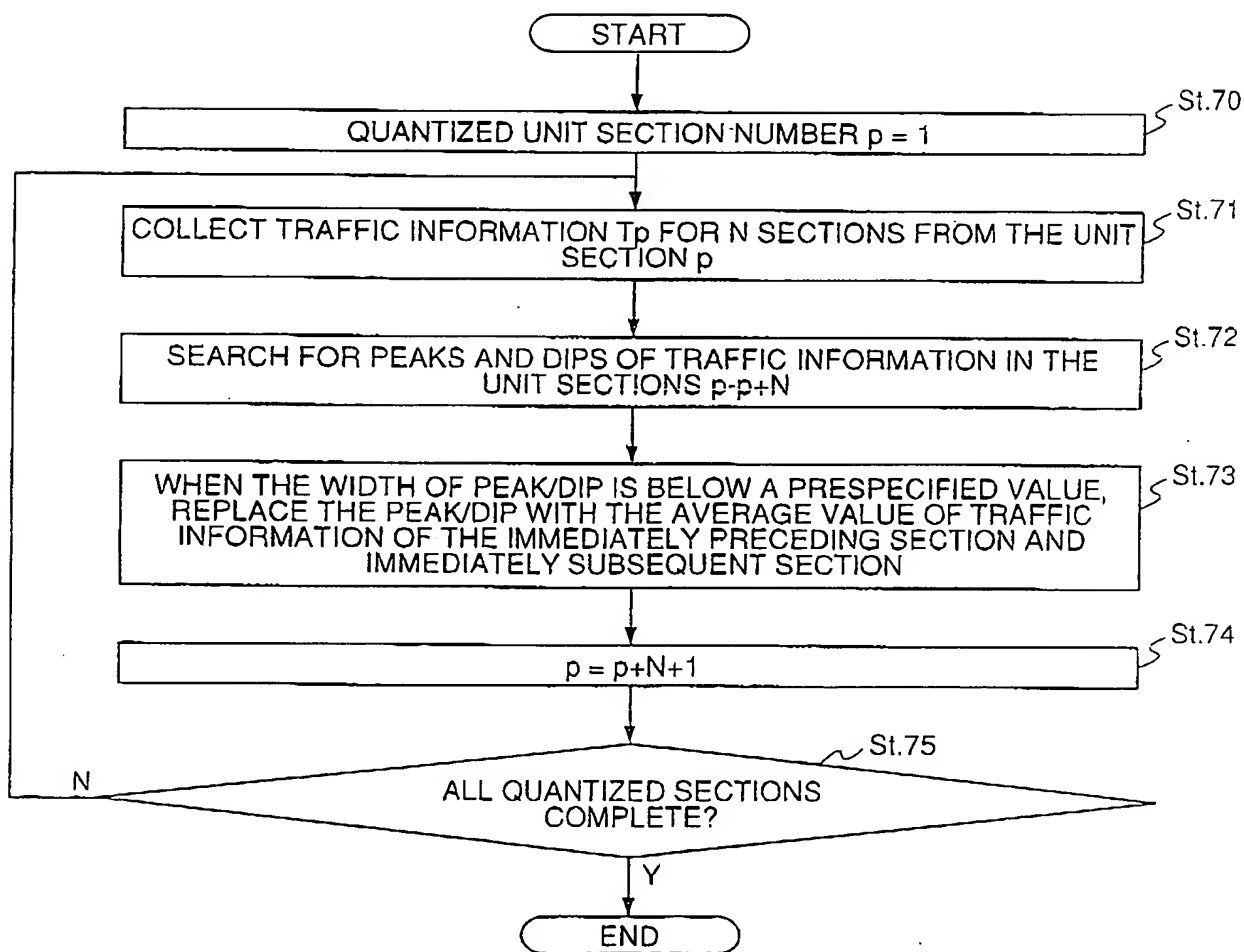 START
St.70
QUANTIZED UNIT SECTION NUMBER p = 1
St.71
COLLECT TRAFFIC INFORMATION Tp FOR N SECTIONS FROM THE UNIT
SECTION p
St.72
SEARCH FOR PEAKS AND DIPS OF TRAFFIC INFORMATION IN THE
UNIT SECTIONS p-p+N
St.73
WHEN THE WIDTH OF PEAK/DIP IS BELOW A PRESPECIFIED VALUE,
REPLACE THE PEAK/DIP WITH THE AVERAGE VALUE OF TRAFFIC
INFORMATION OF THE IMMEDIATELY PRECEDING SECTION AND
IMMEDIATELY SUBSEQUENT SECTION
St.74
p = p+N+1
St.75
N
ALL QUANTIZED SECTIONS
COMPLETE?
Y
END